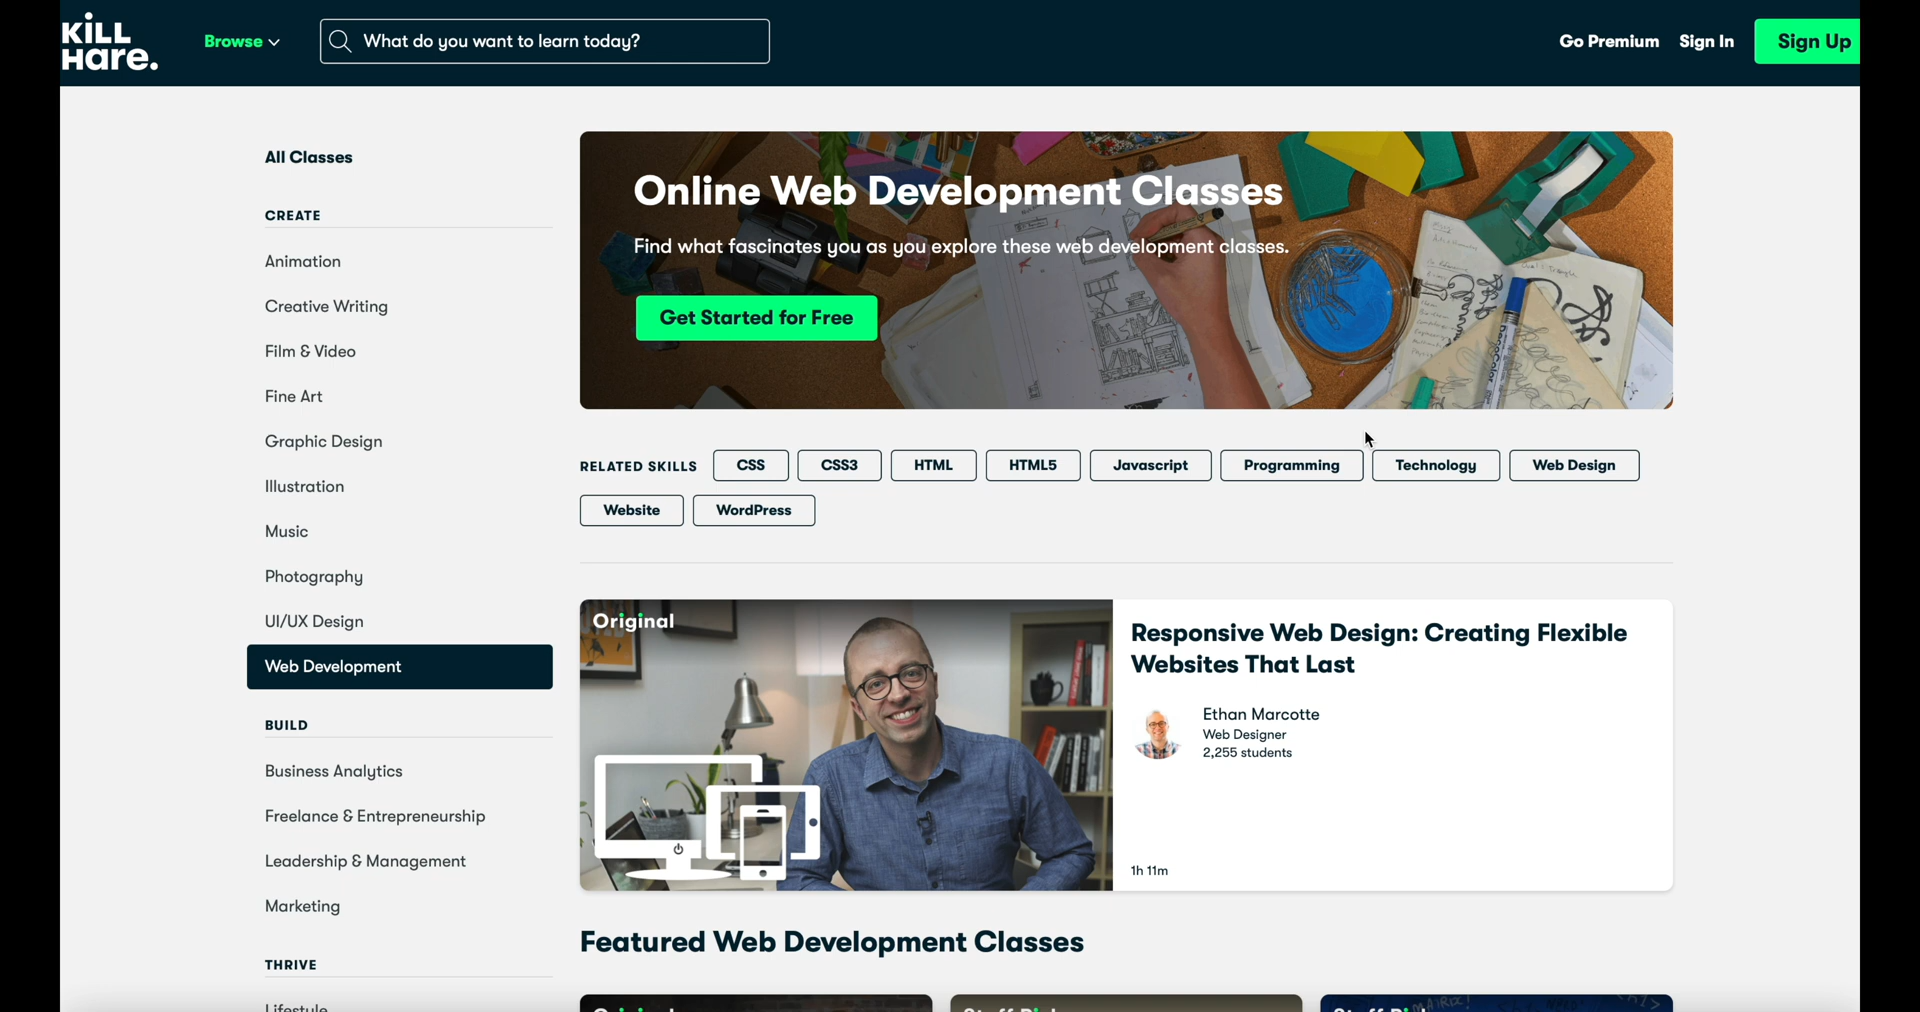 KiLL
Hare.
Browse
What do you want to learn today?
Go Premium
Sign In
Sign Up
All Classes
CREATE
Animation
Creative Writing
Film & Video
Fine Art
Graphic Design
Illustration
Music
Photography
UI/UX Design
Web Development
BUILD
Business Analytics
Freelance & Entrepreneurship
Leadership & Management
Marketing
THRIVE
Lifestyle
Online Web Development Classes
Find what fascinates you as you explore these web development classes.
Get Started for Free
RELATED SKILLS
CSS
CSS3
HTML
HTML5
Javascript
Programming
Technology
Web Design
Website
WordPress
Original
Responsive Web Design: Creating Flexible
Websites That Last
Ethan Marcotte
Web Designer
2,255 students
1h 11m
Featured Web Development Classes